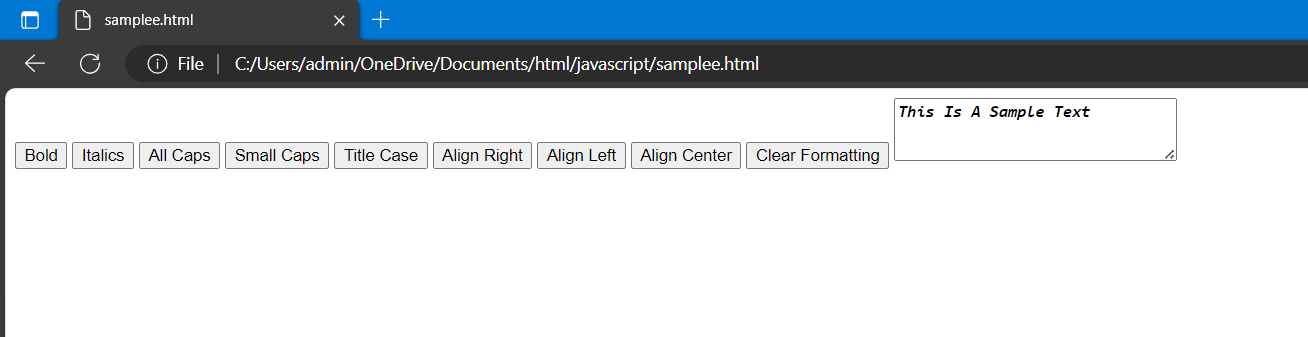 samplee.html
File
C:/Users/admin/OneDrive/Documents/html/javascript/samplee.html
This Is A Sample Text
Bold Italics All Caps Small Caps Title Case Align Right Align Left Align Center Clear Formatting